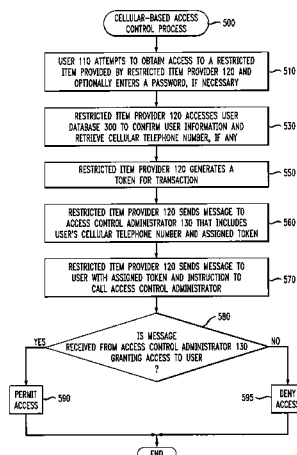 CELLULAR-BASED ACCESS
CONTROL PROCESS
500
USER 110 ATTEMPTS TO OBTAIN ACCESS TO A RESTRICTED
ITEM PROVIDED BY RESTRICTED ITEM PROVIDER 120 AND
OPTIONALLY ENTERS A PASSWORD, IF NECESSARY
510
RESTRICTED ITEM PROVIDER 120 ACCESSES USER
DATABASE 300 TO CONFIRM USER INFORMATION AND
RETRIEVE CELLULAR TELEPHONE NUMBER, IF ANY
530
RESTRICTED ITEM PROVIDER 120 GENERATES A
TOKEN FOR TRANSACTION
550
RESTRICTED ITEM PROVIDER 120 SENDS MESSAGE TO
ACCESS CONTROL ADMINISTRATOR 130 THAT INCLUDES
USER'S CELLULAR TELEPHONE NUMBER AND ASSIGNED TOKEN
560
RESTRICTED ITEM PROVIDER 120 SENDS MESSAGE TO
USER WITH ASSIGNED TOKEN AND INSTRUCTION TO
CALL ACCESS CONTROL ADMINISTRATOR
570
580
IS
MESSAGE
RECEIVED FROM ACCESS CONTROL ADMINISTRATOR 130
GRANTING ACCESS TO USER
?
YES
NO
PERMIT
ACCESS
590
595
DENY
ACCESS
END